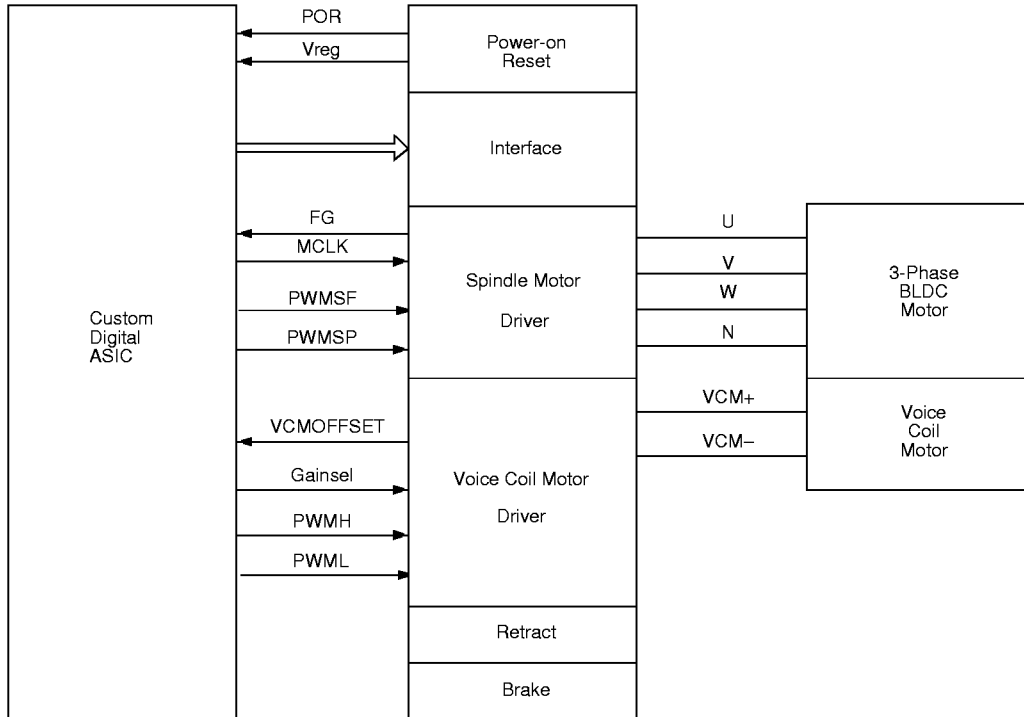 POR
Vreg
Power-on
Reset
Interface
FG
MCLK
PWMSF
PWMSP
Custom
Digital
ASIC
Spindle Motor
Driver
U
V
W
N
3-Phase
BLDC
Motor
VCMOFFSET
Gainsel
PWMH
PWML
Voice Coil Motor
Driver
VCM+
VCM–
Voice
Coil
Motor
Retract
Brake